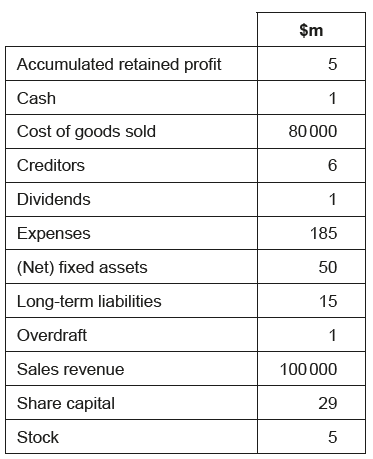 $m
Accumulated retained profit 5
Cash 1
Cost of goods sold 80 000
Creditors 6
Dividends 1
Expenses 185
(Net) fixed assets 50
Long-term liabilities 15
Overdraft 1
Sales revenue 100 000
Share capital 29
Stock 5